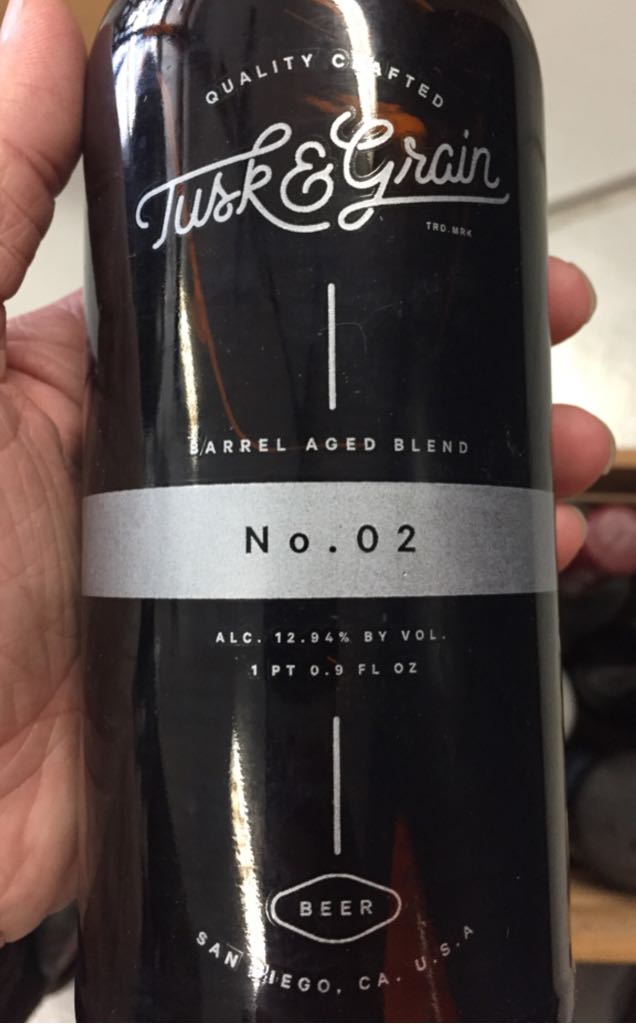 QUALITY CRAFTED
Tusk & Grain
TRD.MRK
BARREL AGED BLEND
No.02
ALC. 12.94% BY VOL.
1 PT 0.9 FL OZ
BEER
SAN DIEGO, CA. U.S.A